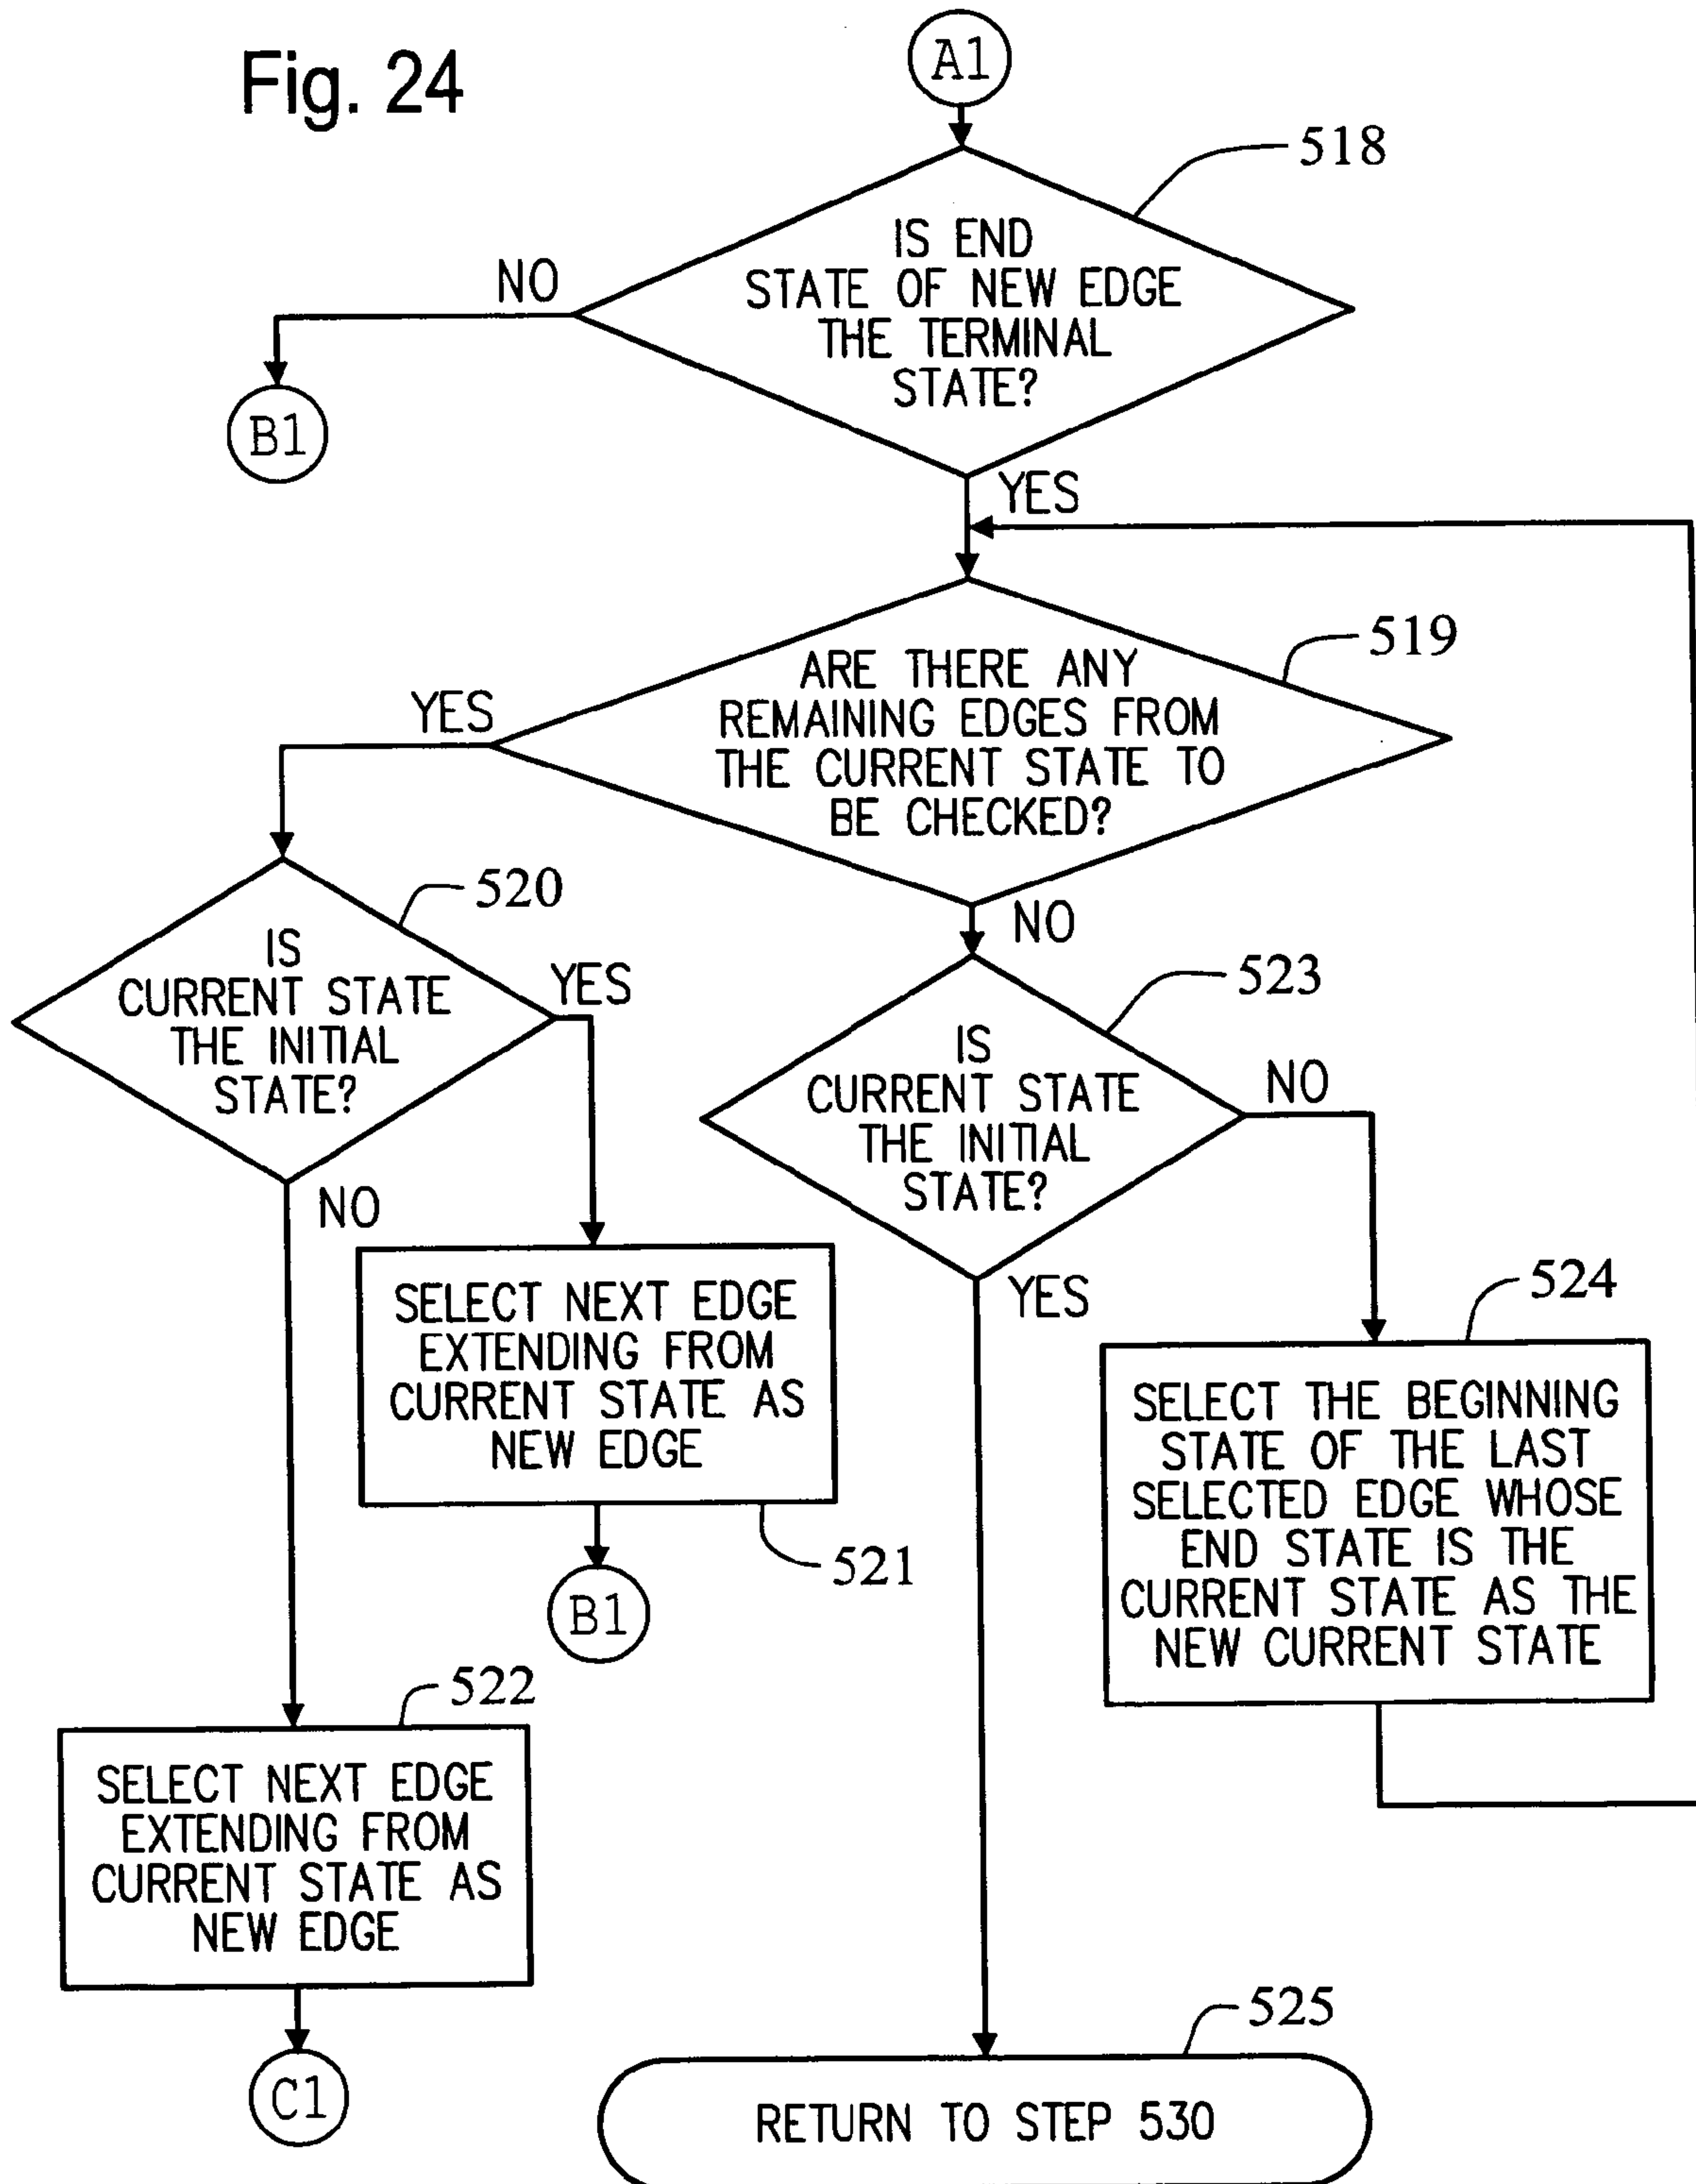 Fig. 24
A1
518
IS END
STATE OF NEW EDGE
THE TERMINAL
STATE?
NO
B1
YES
519
ARE THERE ANY
REMAINING EDGES FROM
THE CURRENT STATE TO
BE CHECKED?
YES
NO
520
IS
CURRENT STATE
THE INITIAL
STATE?
YES
NO
523
IS
CURRENT STATE
THE INITIAL
STATE?
NO
YES
SELECT NEXT EDGE
EXTENDING FROM
CURRENT STATE AS
NEW EDGE
521
B1
524
SELECT THE BEGINNING
STATE OF THE LAST
SELECTED EDGE WHOSE
END STATE IS THE
CURRENT STATE AS THE
NEW CURRENT STATE
522
SELECT NEXT EDGE
EXTENDING FROM
CURRENT STATE AS
NEW EDGE
C1
525
RETURN TO STEP 530